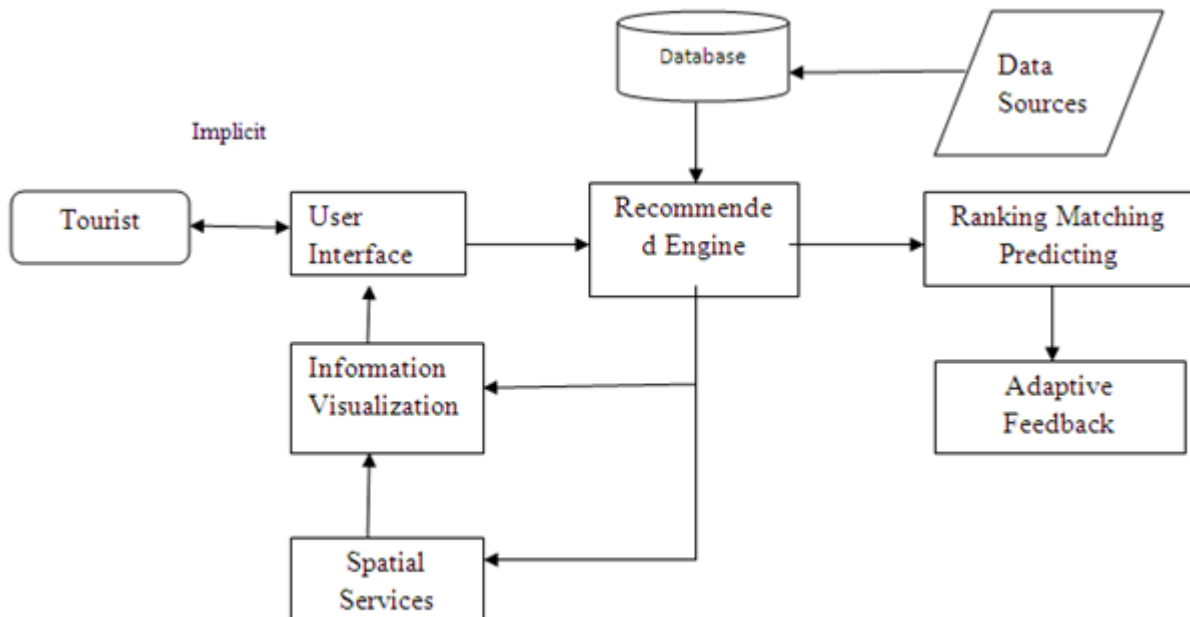 Database
Data
Sources
Implicit
Tourist
User
Interface
Recommende
d Engine
Ranking Matching
Predicting
Information
Visualization
Adaptive
Feedback
Spatial
Services